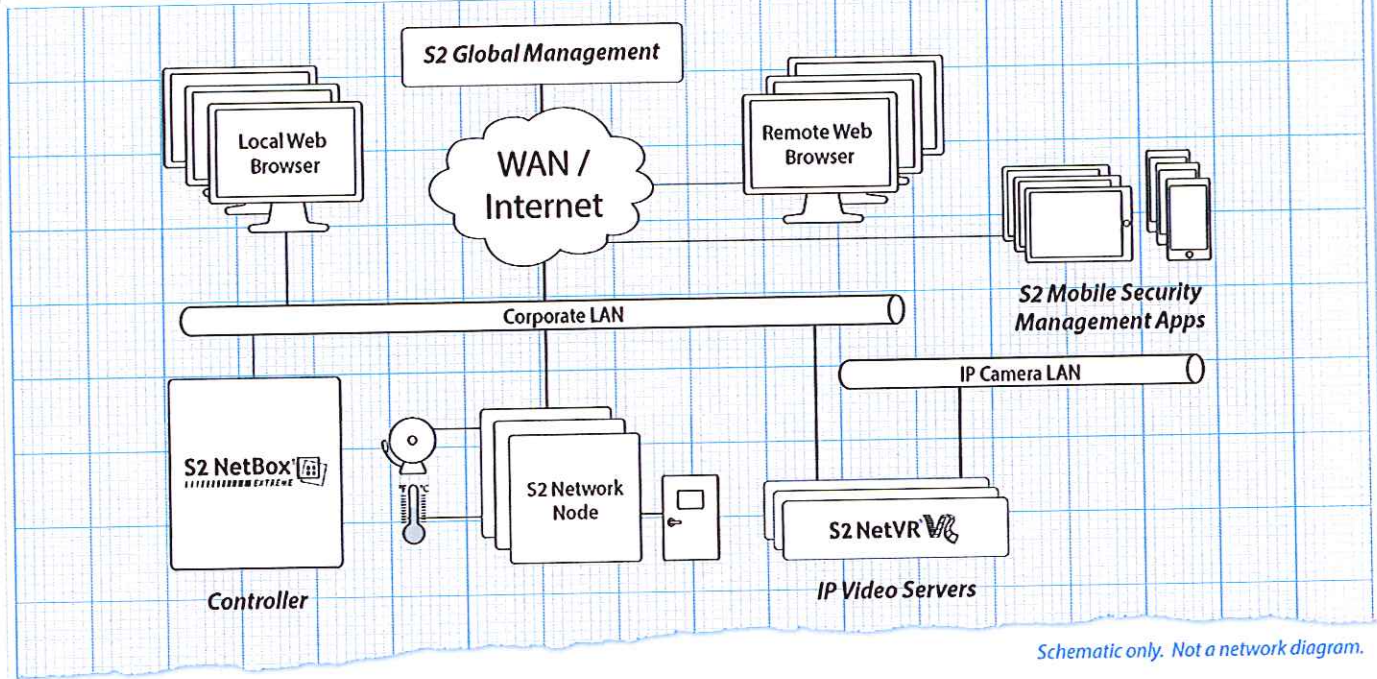 S2 Global Management
Local Web
Browser
WAN /
Internet
Remote Web
Browser
S2 Mobile Security
Management Apps
Corporate LAN
IP Camera LAN
S2 NetBox®
EXTREME
°F °C
S2 Network
Node
S2 NetVR® VR
Controller
IP Video Servers
Schematic only. Not a network diagram.